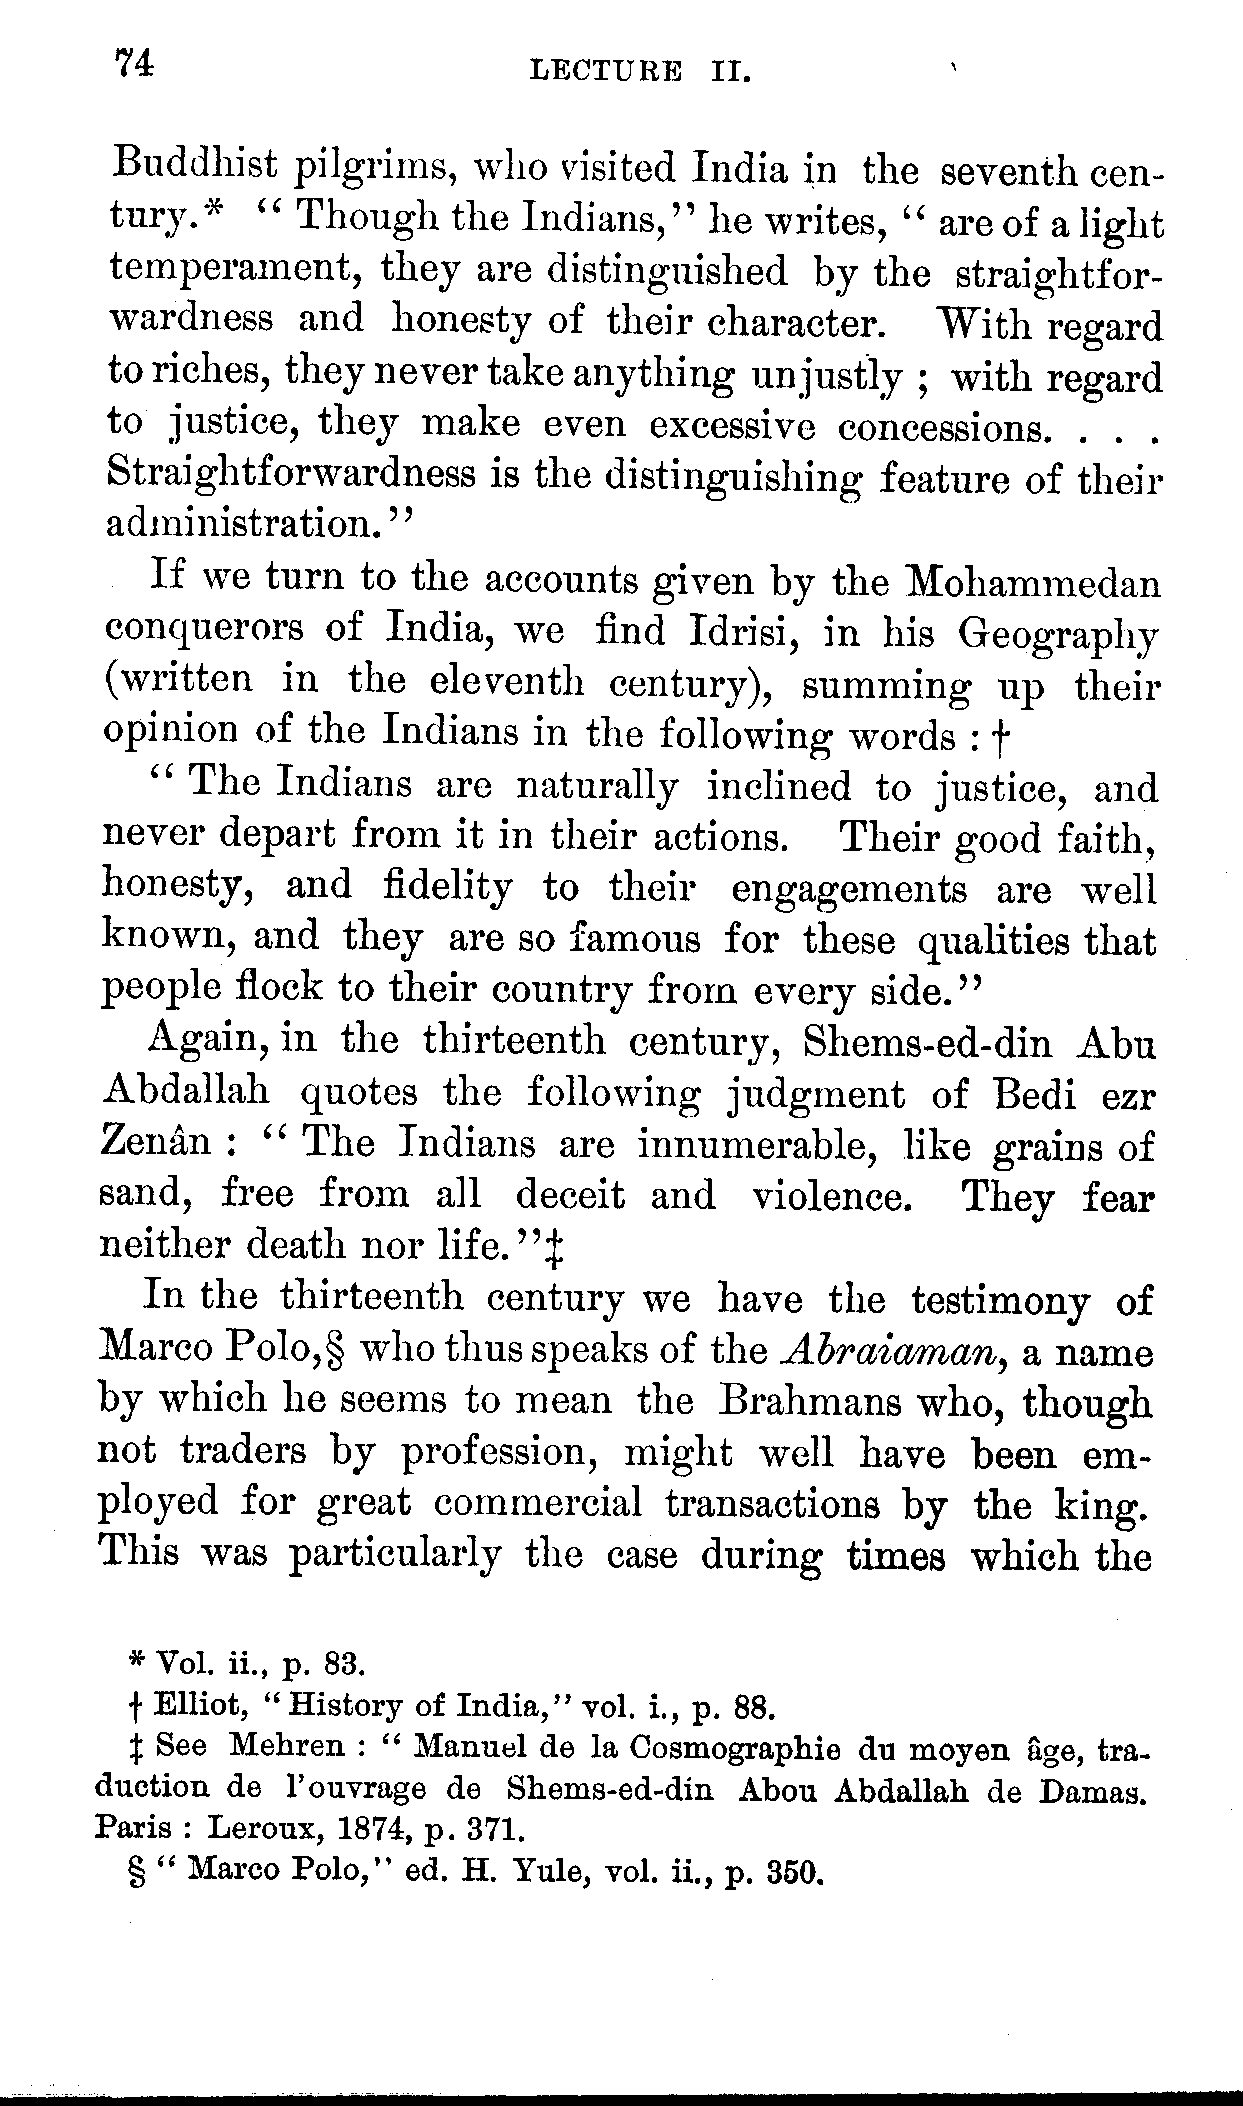 74
LECTURE II.
Buddhist pilgrims, who visited India in the seventh cen-
tury.* “ Though the Indians,” he writes, “ are of a light
temperament, they are distinguished by the straightfor-
wardness and honesty of their character. With regard
to riches, they never take anything unjustly ; with regard
to justice, they make even excessive concessions. . . .
Straightforwardness is the distinguishing feature of their
administration.”
If we turn to the accounts given by the Mohammedan
conquerors of India, we find Idrisi, in his Geography
(written in the eleventh century), summing up their
opinion of the Indians in the following words : †
“ The Indians are naturally inclined to justice, and
never depart from it in their actions. Their good faith,
honesty, and fidelity to their engagements are well
known, and they are so famous for these qualities that
people flock to their country from every side.”
Again, in the thirteenth century, Shems-ed-din Abu
Abdallah quotes the following judgment of Bedi ezr
Zenân : “ The Indians are innumerable, like grains of
sand, free from all deceit and violence. They fear
neither death nor life.”‡
In the thirteenth century we have the testimony of
Marco Polo,§ who thus speaks of the Abraiaman, a name
by which he seems to mean the Brahmans who, though
not traders by profession, might well have been em-
ployed for great commercial transactions by the king.
This was particularly the case during times which the
* Vol. ii., p. 83.
† Elliot, “ History of India,” vol. i., p. 88.
‡ See Mehren : “ Manuel de la Cosmographie du moyen âge, tra-
duction de l’ouvrage de Shems-ed-dín Abou Abdallah de Damas.
Paris : Leroux, 1874, p. 371.
§ “ Marco Polo,” ed. H. Yule, vol. ii., p. 350.